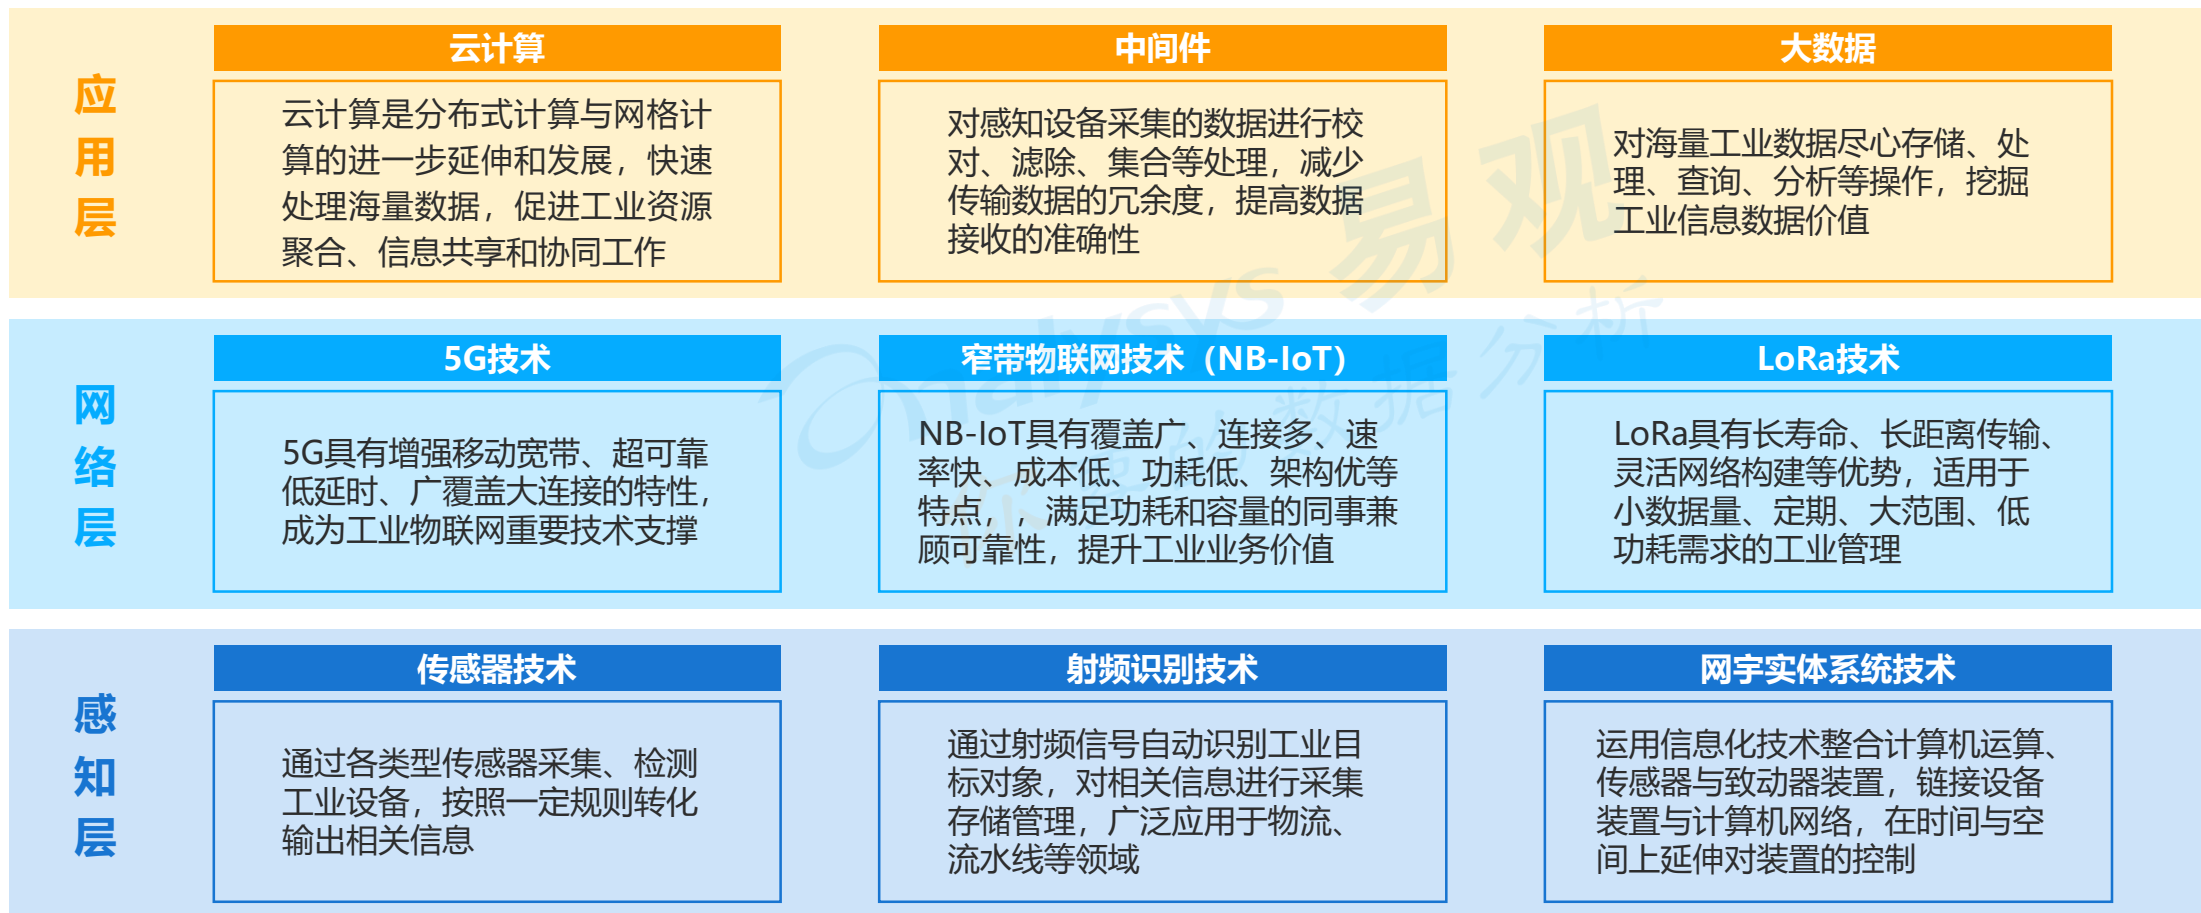 应用层
云计算
云计算是分布式计算与网格计
算的进一步延伸和发展，快速
处理海量数据，促进工业资源
聚合、信息共享和协同工作
中间件
对感知设备采集的数据进行校
对、滤除、集合等处理，减少
传输数据的冗余度，提高数据
接收的准确性
大数据
对海量工业数据尽心存储、处
理、查询、分析等操作，挖掘
工业信息数据价值
网络层
5G技术
5G具有增强移动宽带、超可靠
低延时、广覆盖大连接的特性，
成为工业物联网重要技术支撑
窄带物联网技术（NB-IoT）
NB-IoT具有覆盖广、连接多、速
率快、成本低、功耗低、架构优等
特点，，满足功耗和容量的同事兼
顾可靠性，提升工业业务价值
LoRa技术
LoRa具有长寿命、长距离传输、
灵活网络构建等优势，适用于
小数据量、定期、大范围、低
功耗需求的工业管理
感知层
传感器技术
通过各类型传感器采集、检测
工业设备，按照一定规则转化
输出相关信息
射频识别技术
通过射频信号自动识别工业目
标对象，对相关信息进行采集
存储管理，广泛应用于物流、
流水线等领域
网宇实体系统技术
运用信息化技术整合计算机运算、
传感器与致动器装置，链接设备
装置与计算机网络，在时间与空
间上延伸对装置的控制
analysys 易观
你要的数据分析